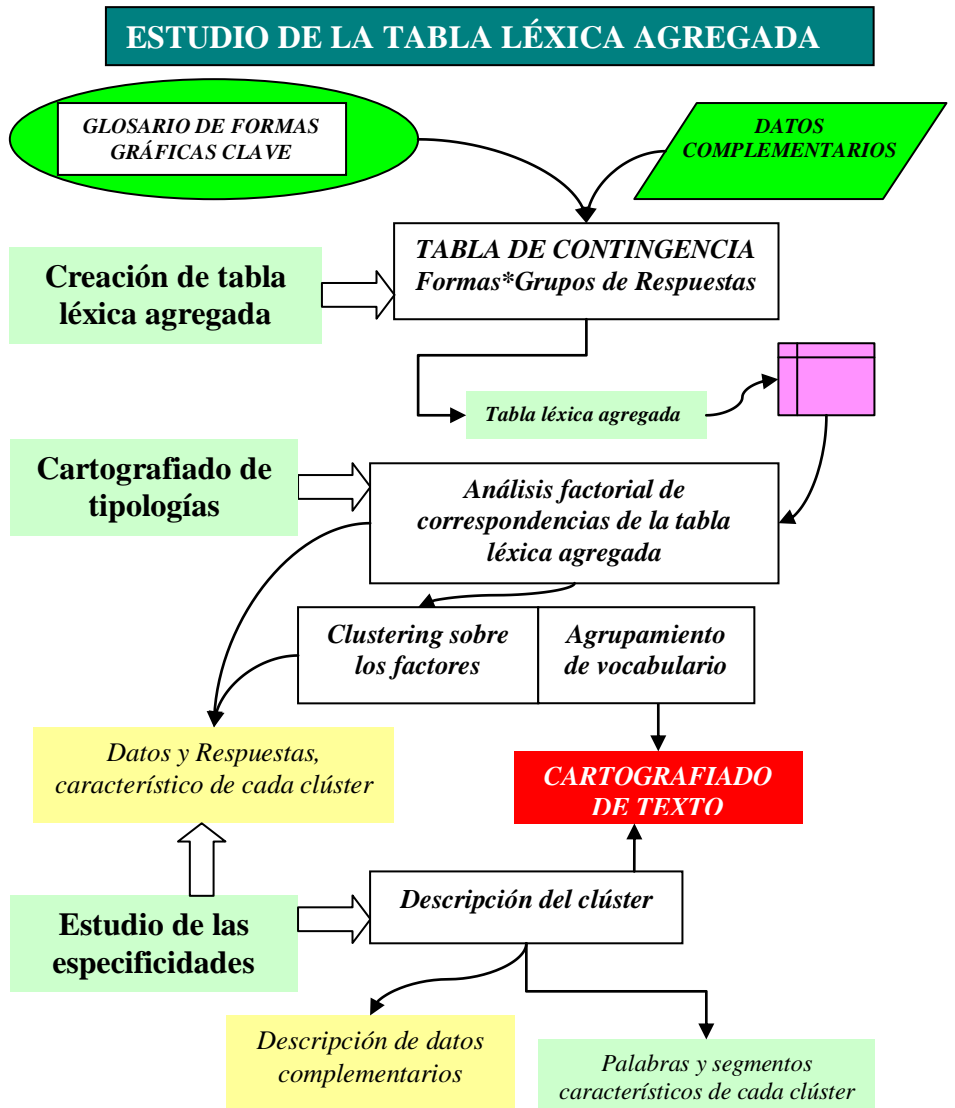 ESTUDIO DE LA TABLA LÉXICA AGREGADA
GLOSARIO DE FORMAS
GRÁFICAS CLAVE
DATOS
COMPLEMENTARIOS
TABLA DE CONTINGENCIA
Formas*Grupos de Respuestas
Creación de tabla
léxica agregada
Tabla léxica agregada
Cartografiado de
tipologías
Análisis factorial de
correspondencias de la tabla
léxica agregada
Clustering sobre
los factores
Agrupamiento
de vocabulario
Datos y Respuestas,
característico de cada clúster
CARTOGRAFIADO
DE TEXTO
Descripción del clúster
Estudio de las
especificidades
Descripción de datos
complementarios
Palabras y segmentos
característicos de cada clúster